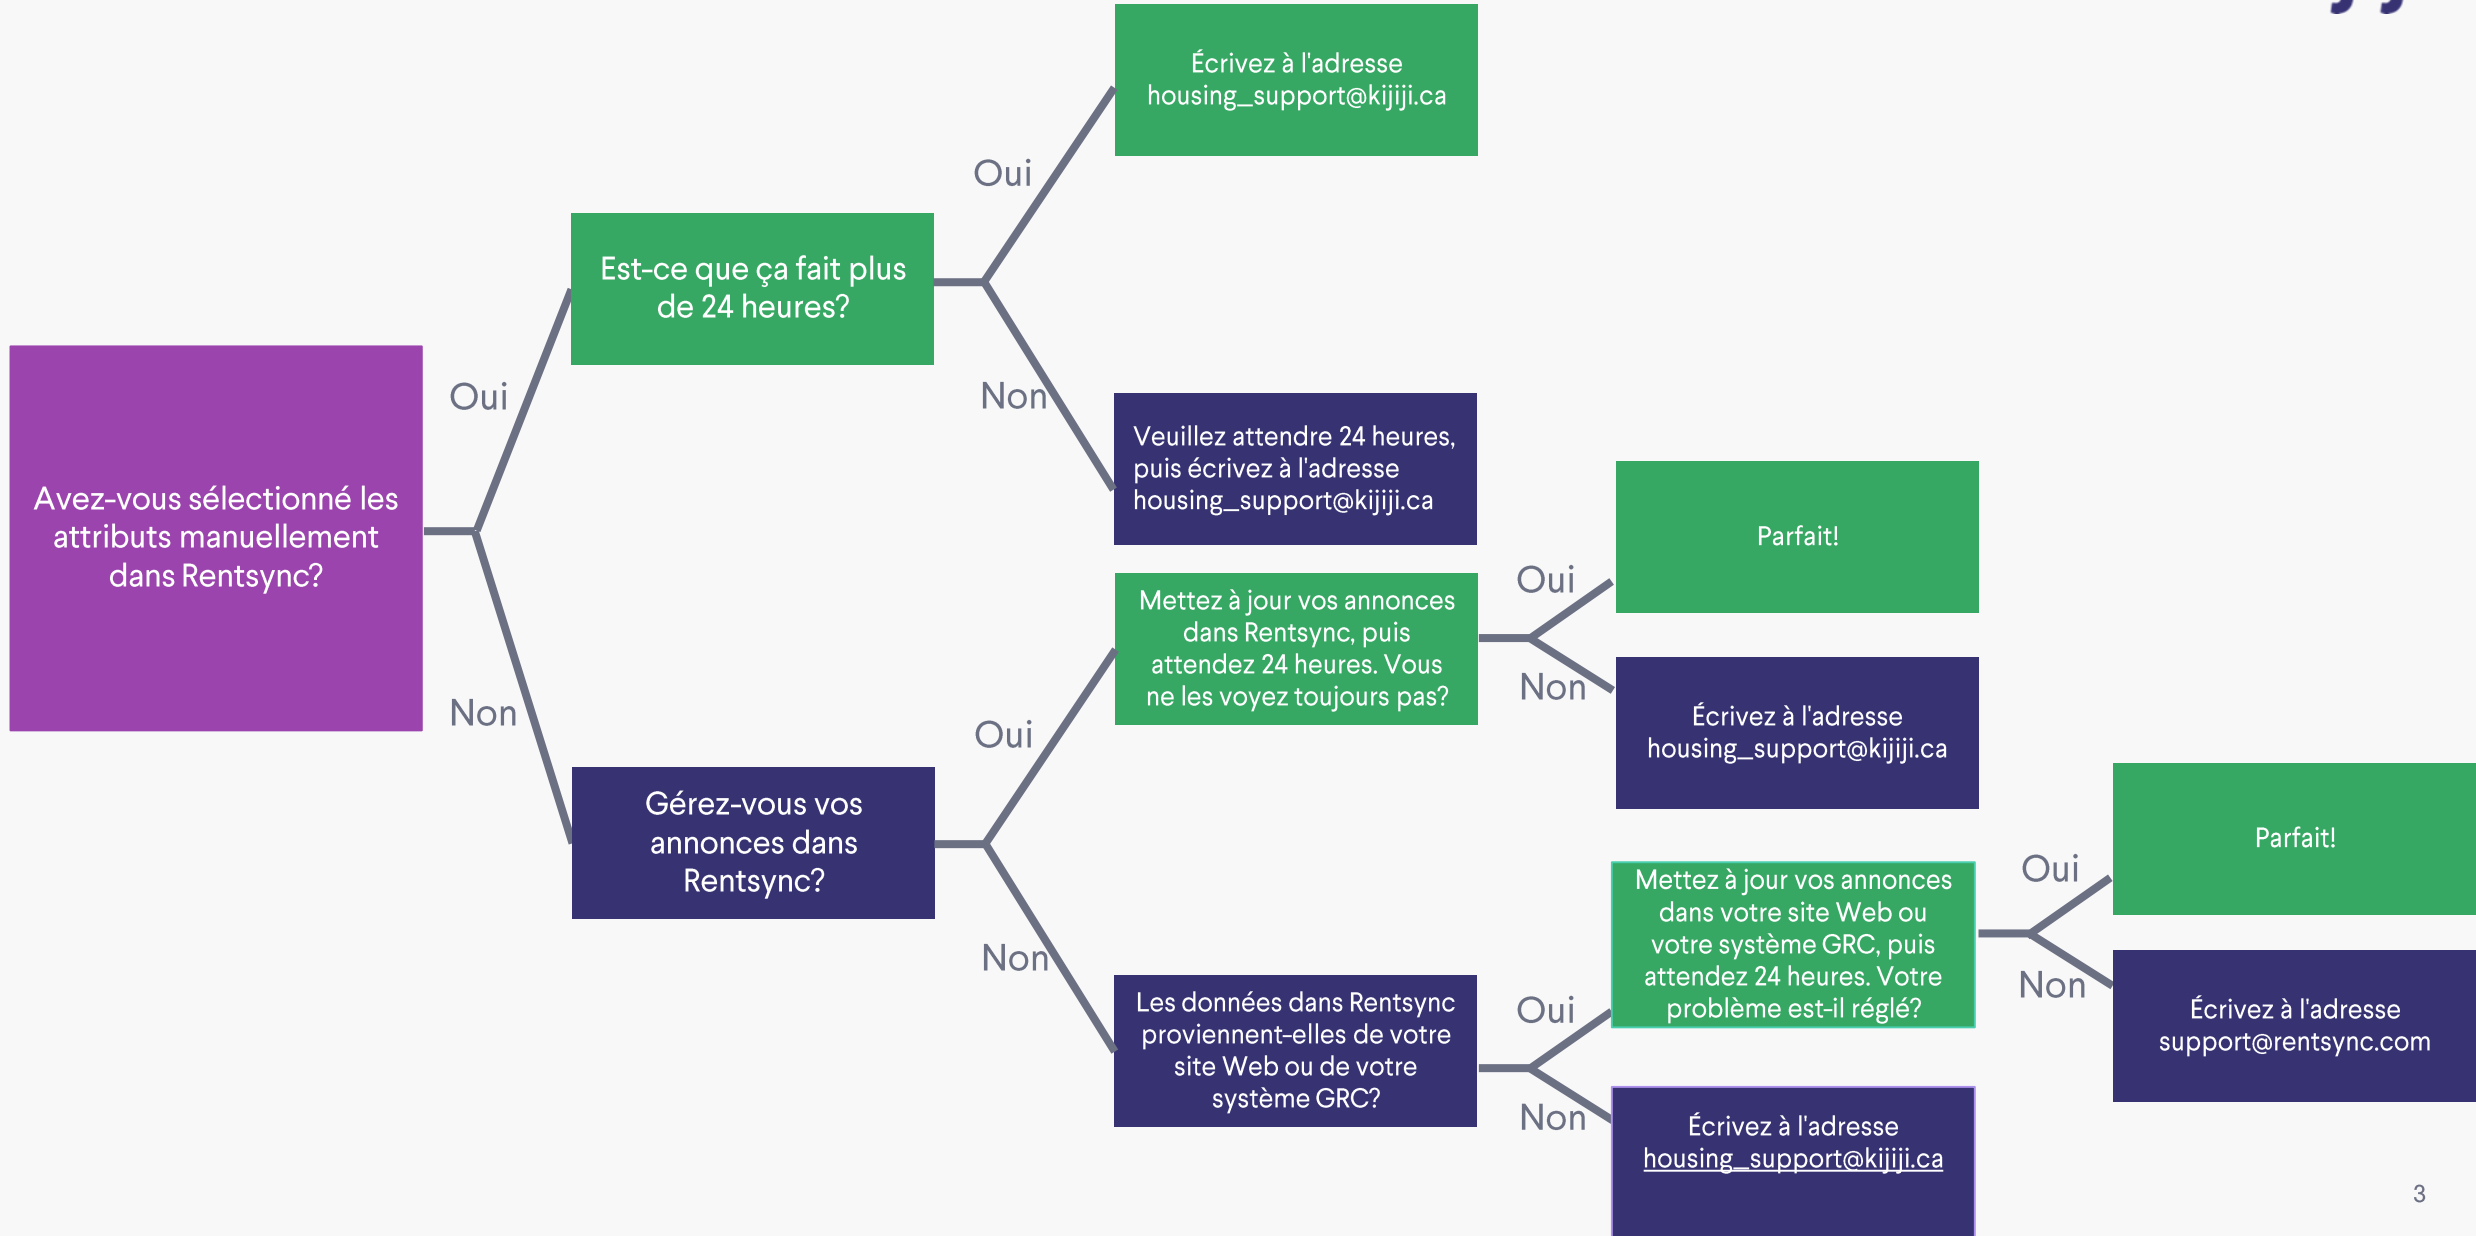 Écrivez à l'adresse
housing_support@kijiji.ca
Oui
Est-ce que ça fait plus
de 24 heures?
Oui
Non
Veuillez attendre 24 heures,
puis écrivez à l'adresse
housing_support@kijiji.ca
Avez-vous sélectionné les
attributs manuellement
dans Rentsync?
Non
Gérez-vous vos
annonces dans
Rentsync?
Oui
Mettez à jour vos annonces
dans Rentsync, puis
attendez 24 heures. Vous
ne les voyez toujours pas?
Oui
Parfait!
Non
Écrivez à l'adresse
housing_support@kijiji.ca
Non
Les données dans Rentsync
proviennent-elles de votre
site Web ou de votre
système GRC?
Oui
Mettez à jour vos annonces
dans votre site Web ou
votre système GRC, puis
attendez 24 heures. Votre
problème est-il réglé?
Oui
Parfait!
Non
Écrivez à l'adresse
support@rentsync.com
Non
Écrivez à l'adresse
housing_support@kijiji.ca
3